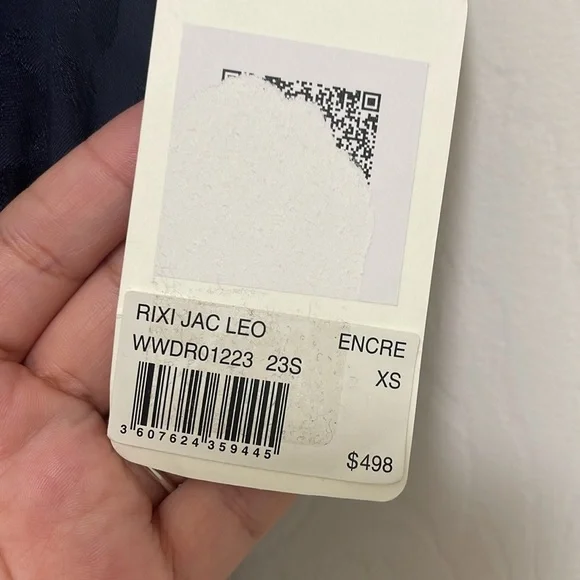 RIXI JAC LEO
ENCRE
WWDR01223 23S
XS
3 607624 359445
$498